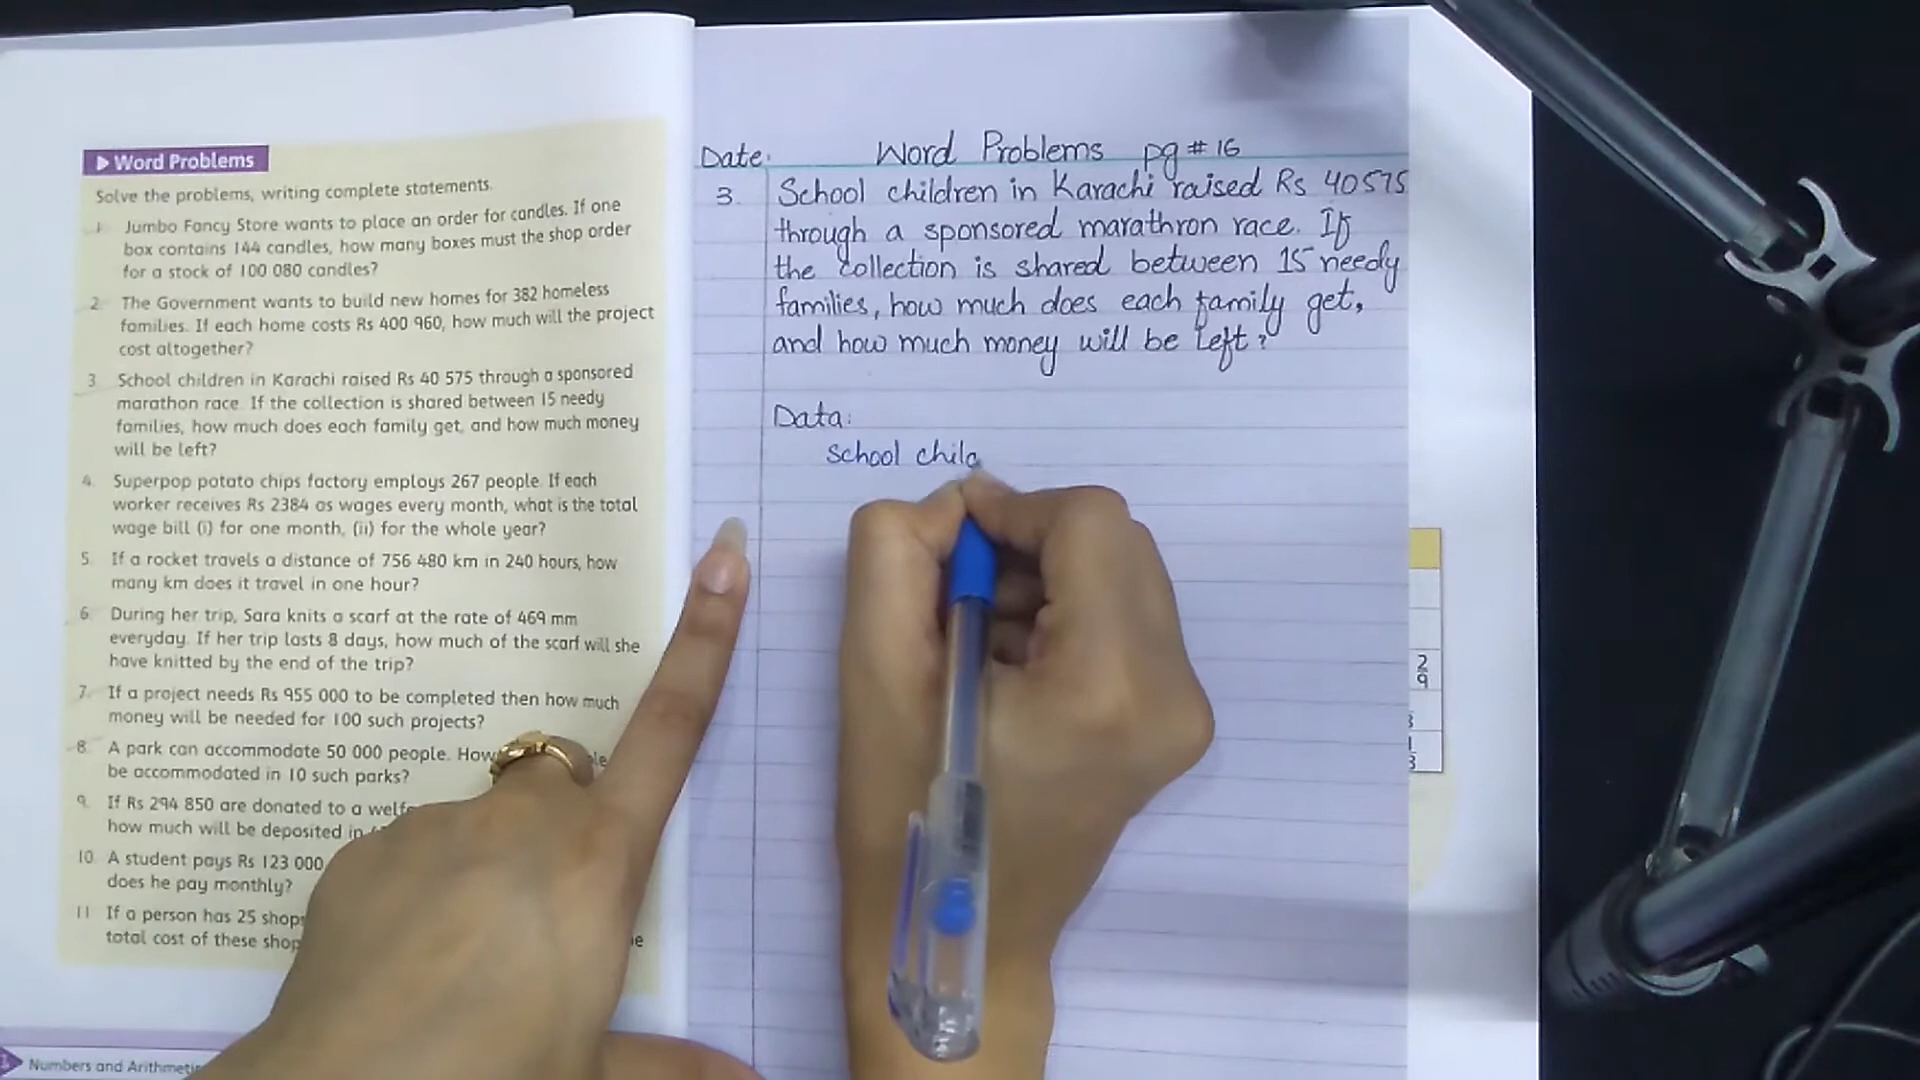 Word Problems
Solve the problems, writing complete statements.
1. Jumbo Fancy Store wants to place an order for candles. If one
box contains 144 candles, how many boxes must the shop order
for a stock of 100 080 candles?
2. The Government wants to build new homes for 382 homeless
families. If each home costs Rs 400 960, how much will the project
cost altogether?
3. School children in Karachi raised Rs 40 575 through a sponsored
marathon race. If the collection is shared between 15 needy
families, how much does each family get, and how much money
will be left?
4. Superpop potato chips factory employs 267 people. If each
worker receives Rs 2384 as wages every month, what is the total
wage bill (i) for one month, (ii) for the whole year?
5. If a rocket travels a distance of 756 480 km in 240 hours, how
many km does it travel in one hour?
6. During her trip, Sara knits a scarf at the rate of 469 mm
everyday. If her trip lasts 8 days, how much of the scarf will she
have knitted by the end of the trip?
7. If a project needs Rs 955 000 to be completed then how much
money will be needed for 100 such projects?
8. A park can accommodate 50 000 people. How
be accommodated in 10 such parks?
9. If Rs 294 850 are donated to a
how much will be deposited in
10. A student pays Rs 123 000
does he pay monthly?
11. If a person has 25
total cost of these
Numbers and
Date: Word Problems pg # 16
3. School children in Karachi raised Rs 40575
through a sponsored marathron race. If
the collection is shared between 15 needy
families, how much does each family get,
and how much money will be left?
Data:
School
2
9
3